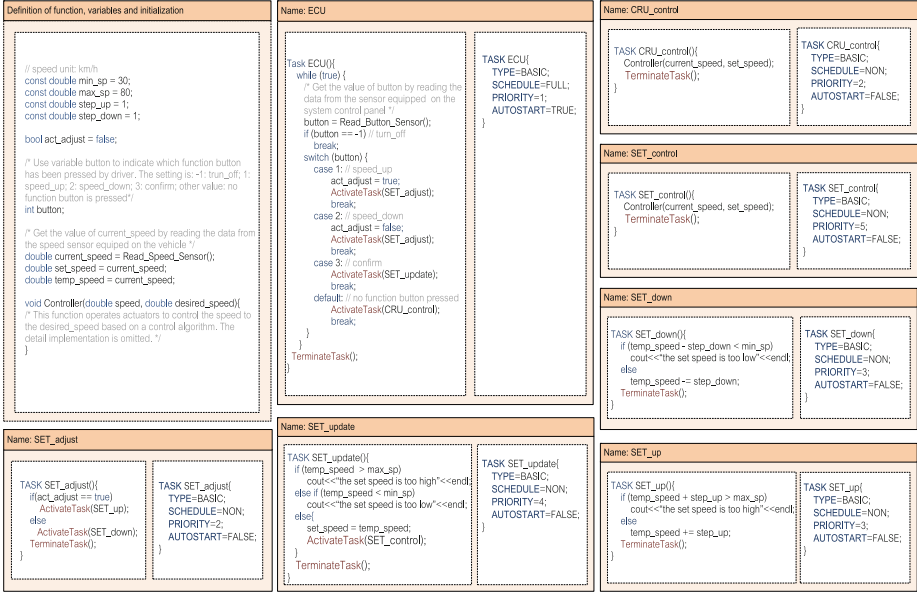 Definition of function, variables and initialization
// speed unit: km/h
const double min_sp = 30;
const double max_sp = 80;
const double step_up = 1;
const double step_down = 1;
bool act_adjust = false;
/* Use variable button to indicate which function button
has been pressed by driver. The setting is: -1: trun_off; 1:
speed_up; 2: speed_down; 3: confirm; other value: no
function button is pressed*/
int button;
/* Get the value of current_speed by reading the data from
the speed sensor equiped on the vehicle */
double current_speed = Read_Speed_Sensor();
double set_speed = current_speed;
double temp_speed = current_speed;
void Controller(double speed, double desired_speed){
/* This function operates actuators to control the speed to
the desired_speed based on a control algorithm. The
detail implementation is omitted. */
}
Name: ECU
Task ECU(){
while (true) {
/* Get the value of button by reading the
data from the sensor equipped on the
system control panel */
button = Read_Button_Sensor();
if (button == -1) // turn_off
break;
switch (button) {
case 1: // speed_up
act_adjust = true;
ActivateTask(SET_adjust);
break;
case 2: // speed_down
act_adjust = false;
ActivateTask(SET_adjust);
break;
case 3: // confirm
ActivateTask(SET_update);
break;
default: // no function button pressed
ActivateTask(CRU_control);
break;
}
}
TerminateTask();
}
TASK ECU{
TYPE=BASIC;
SCHEDULE=FULL;
PRIORITY=1;
AUTOSTART=TRUE;
}
Name: CRU_control
TASK CRU_control(){
Controller(current_speed, set_speed);
TerminateTask();
}
TASK CRU_control{
TYPE=BASIC;
SCHEDULE=NON;
PRIORITY=2;
AUTOSTART=FALSE;
}
Name: SET_control
TASK SET_control(){
Controller(current_speed, set_speed);
TerminateTask();
}
TASK SET_control{
TYPE=BASIC;
SCHEDULE=NON;
PRIORITY=5;
AUTOSTART=FALSE;
}
Name: SET_down
TASK SET_down(){
if (temp_speed - step_down < min_sp)
cout<<"the set speed is too low"<<endl;
else
temp_speed -= step_down;
TerminateTask();
}
TASK SET_down{
TYPE=BASIC;
SCHEDULE=NON;
PRIORITY=3;
AUTOSTART=FALSE;
}
Name: SET_adjust
TASK SET_adjust(){
if(act_adjust == true)
ActivateTask(SET_up);
else
ActivateTask(SET_down);
TerminateTask();
}
TASK SET_adjust{
TYPE=BASIC;
SCHEDULE=NON;
PRIORITY=2;
AUTOSTART=FALSE;
}
Name: SET_update
TASK SET_update(){
if (temp_speed > max_sp)
cout<<"the set speed is too high"<<endl;
else if (temp_speed < min_sp)
cout<<"the set speed is too low"<<endl;
else{
set_speed = temp_speed;
ActivateTask(SET_control);
}
TerminateTask();
}
TASK SET_update{
TYPE=BASIC;
SCHEDULE=NON;
PRIORITY=4;
AUTOSTART=FALSE;
}
Name: SET_up
TASK SET_up(){
if (temp_speed + step_up > max_sp)
cout<<"the set speed is too high"<<endl;
else
temp_speed += step_up;
TerminateTask();
}
TASK SET_up{
TYPE=BASIC;
SCHEDULE=NON;
PRIORITY=3;
AUTOSTART=FALSE;
}